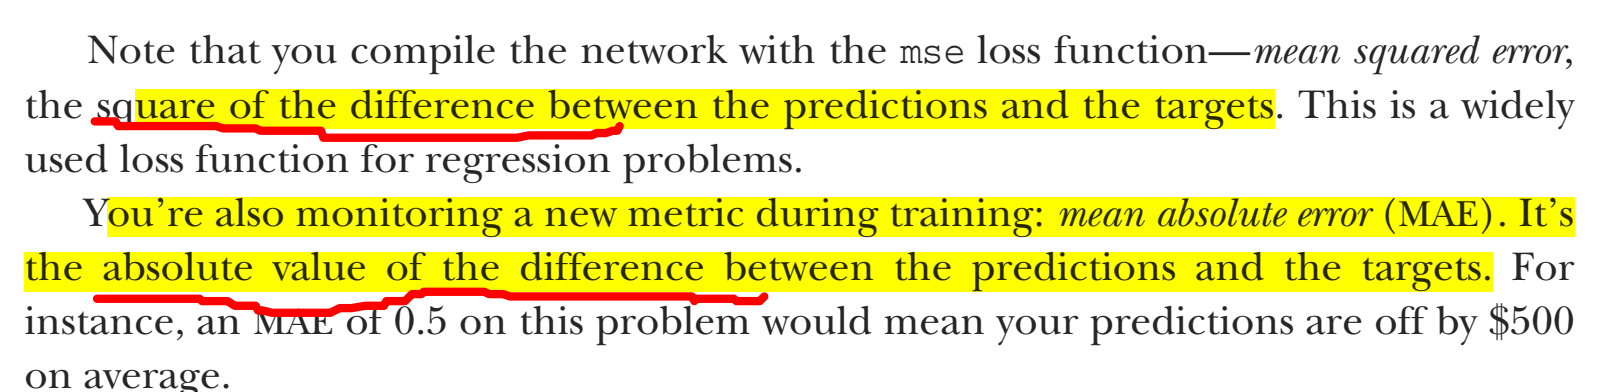 Note that you compile the network with the mse loss function—mean squared error,
the square of the difference between the predictions and the targets. This is a widely
used loss function for regression problems.
You're also monitoring a new metric during training: mean absolute error (MAE). It's
the absolute value of the difference between the predictions and the targets. For
instance, an MAE of 0.5 on this problem would mean your predictions are off by $500
on average.